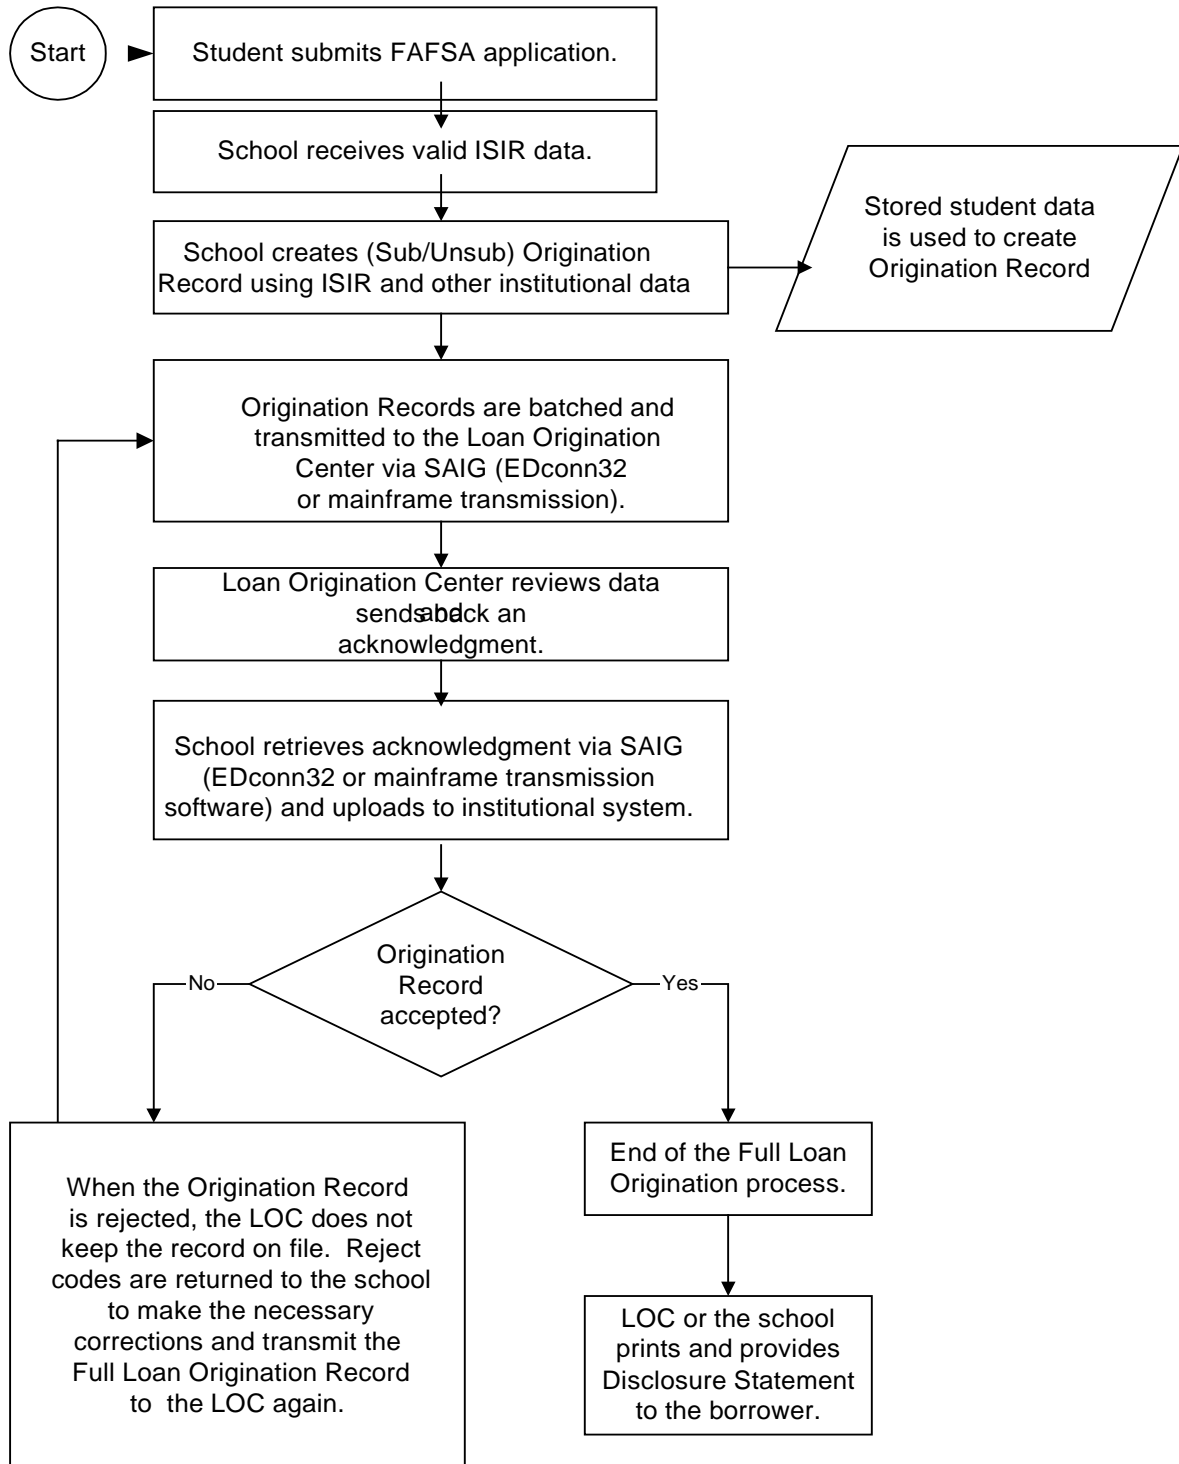 Start
Student submits FAFSA application.
School receives valid ISIR data.
School creates (Sub/Unsub) Origination
Record using ISIR and other institutional data
.
Stored student data
is used to create
Origination Record
Origination Records are batched and
transmitted to the Loan Origination
Center via SAIG (EDconn32
or mainframe transmission).
Loan Origination Center reviews data
and
sends back an
acknowledgment.
School retrieves acknowledgment via SAIG
(EDconn32 or mainframe transmission
software) and uploads to institutional system.
Origination
Record
accepted?
No
Yes
When the Origination Record
is rejected, the LOC does not
keep the record on file.  Reject
codes are returned to the school
to make the necessary
corrections and transmit the
Full Loan Origination Record
to  the LOC again.
End of the Full Loan
Origination process.
LOC or the school
prints and provides
Disclosure Statement
to the borrower.